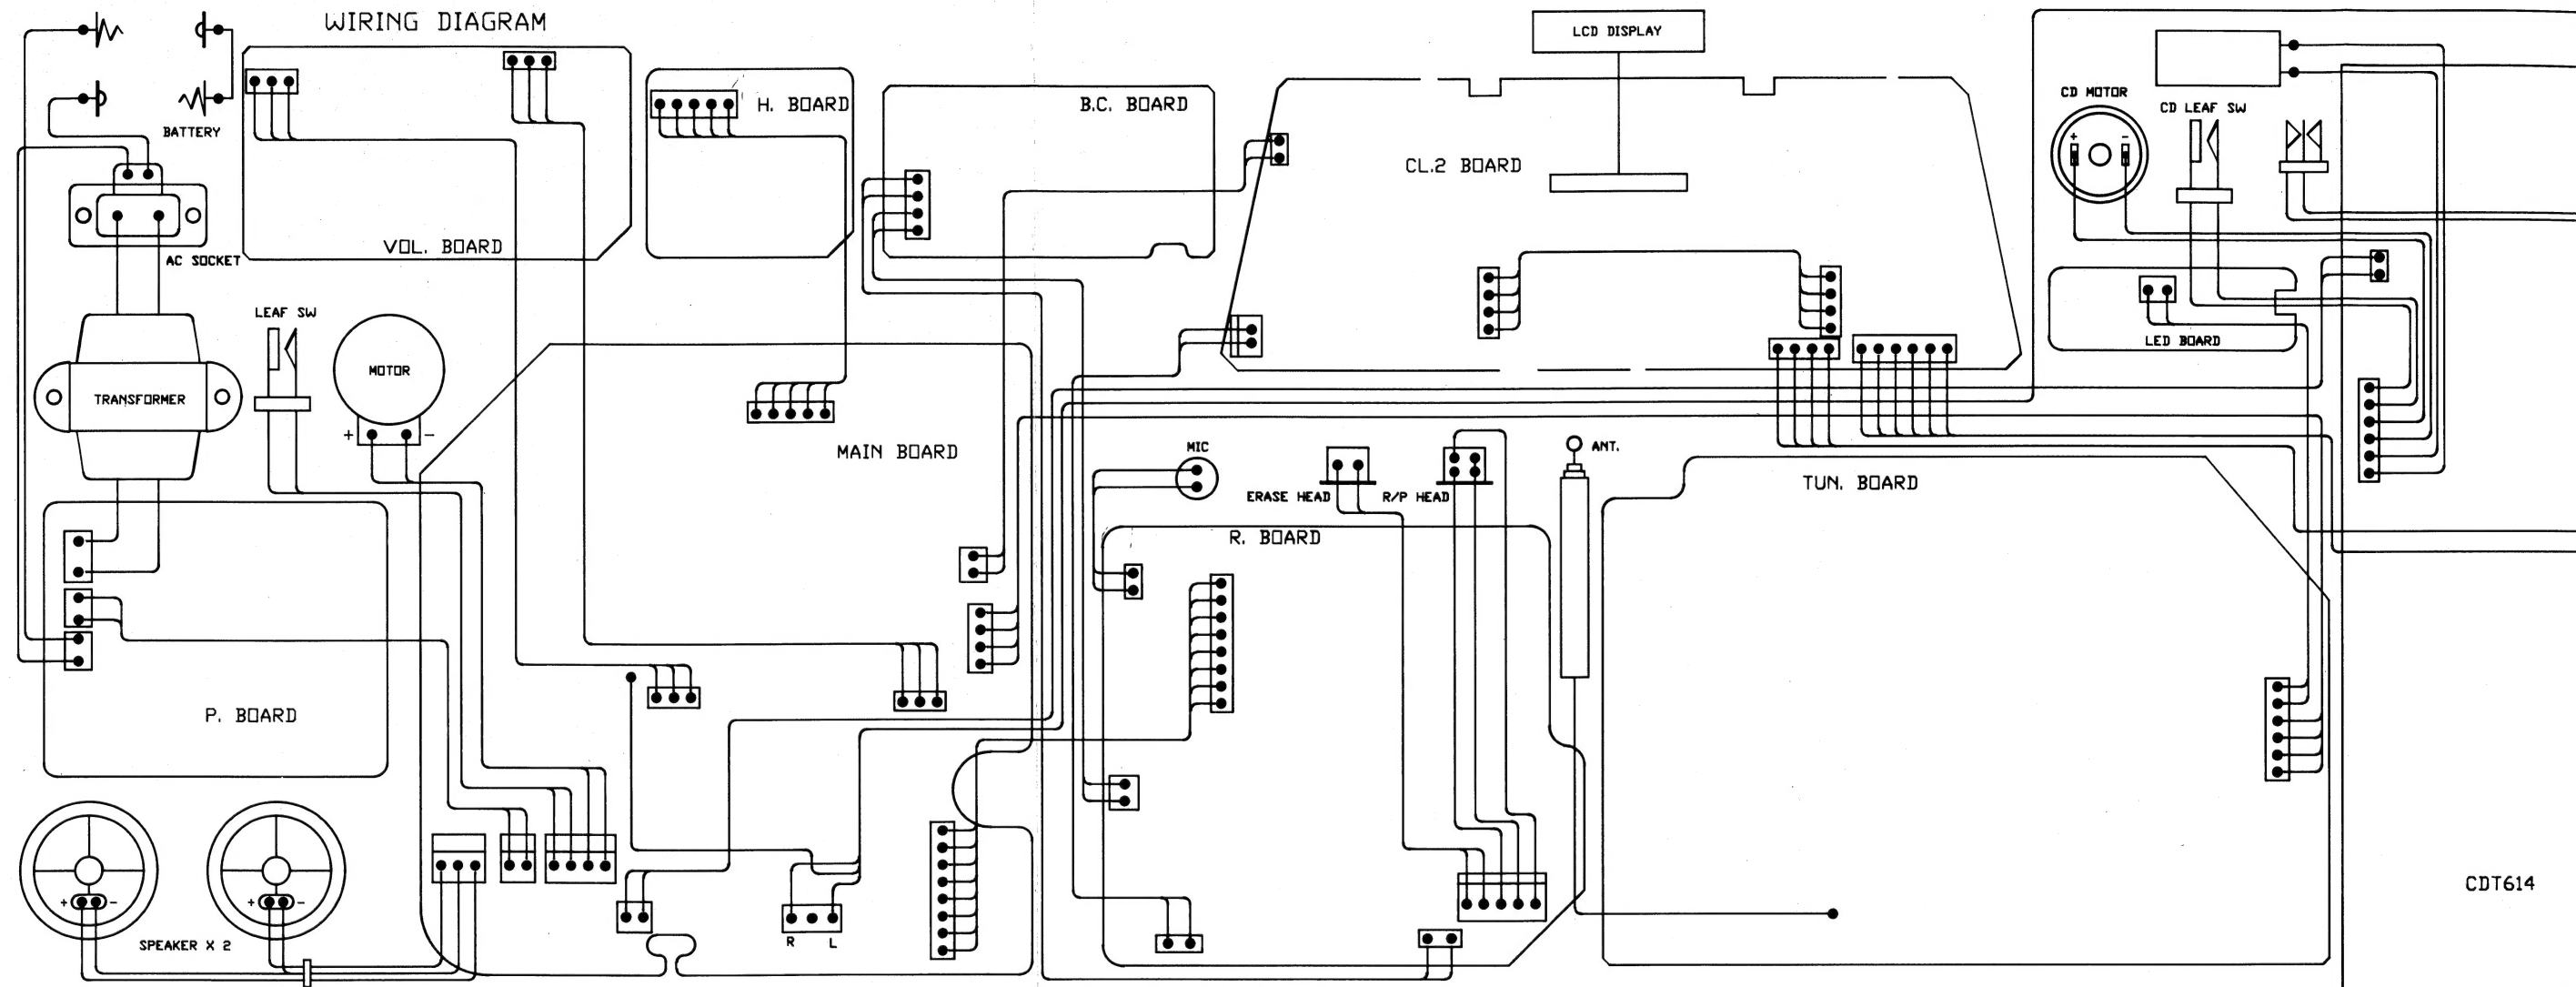 WIRING DIAGRAM
LCD DISPLAY
CD MOTOR
CD LEAF SW
+ -
BATTERY
H. BOARD
B.C. BOARD
CL.2 BOARD
VOL. BOARD
AC SOCKET
LEAF SW
LED BOARD
MOTOR
TRANSFORMER
+ -
MAIN BOARD
MIC
ANT.
ERASE HEAD
R/P HEAD
TUN. BOARD
R. BOARD
P. BOARD
CDT614
+ -
+ -
SPEAKER X 2
R L